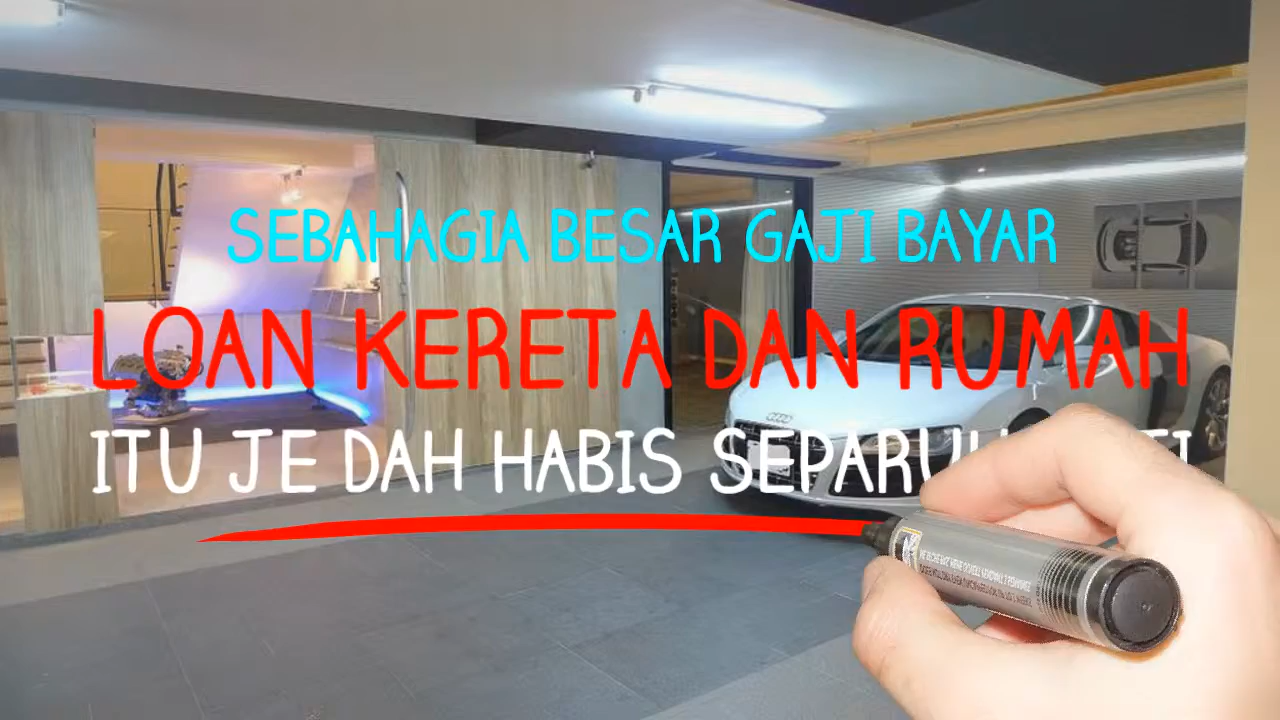 SEBAHAGIA BESAR GAJI BAYAR
LOAN KERETA DAN RUMAH
ITU JE DAH HABIS